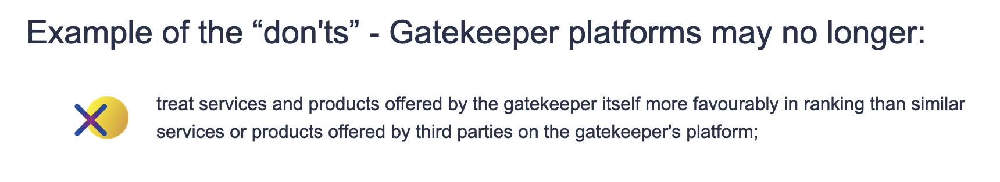 Example of the “don'ts” - Gatekeeper platforms may no longer:
treat services and products offered by the gatekeeper itself more favourably in ranking than similar
services or products offered by third parties on the gatekeeper's platform;